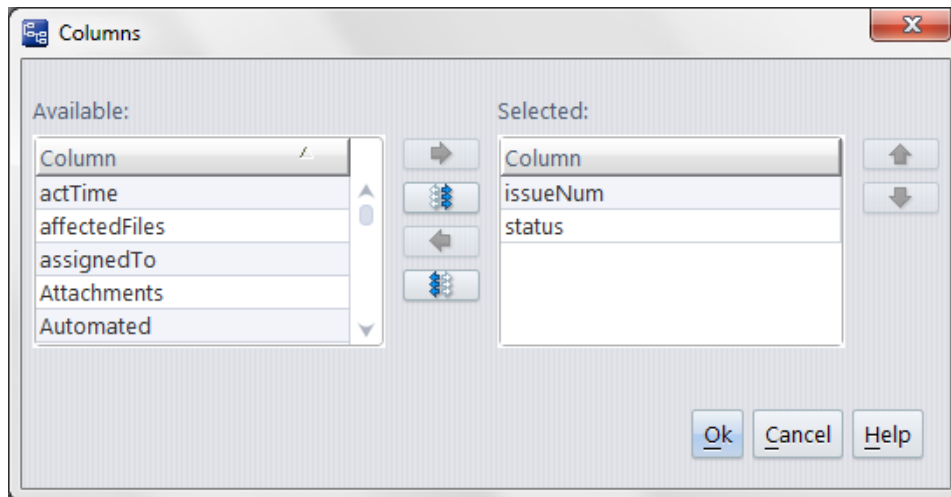 Columns
Available:
Column
actTime
affectedFiles
assignedTo
Attachments
Automated
Selected:
Column
issueNum
status
Ok
Cancel
Help